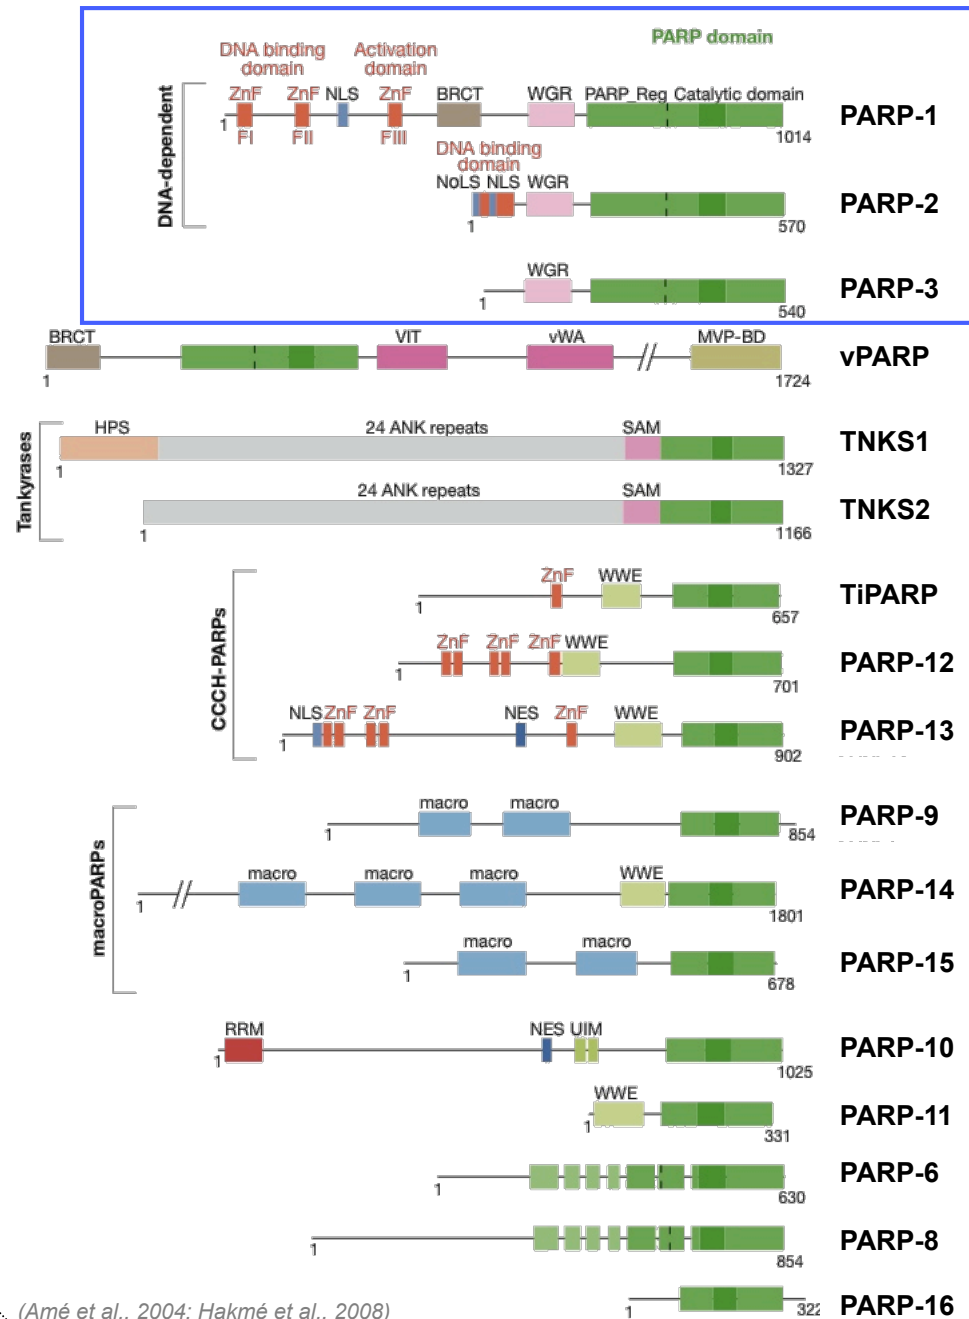 PARP domain
DNA binding domain
Activation domain
ZnF ZnF NLS ZnF BRCT WGR PARP_Reg Catalytic domain
1 FI FII FIII 1014
PARP-1
DNA-dependent
DNA binding domain
NoLS NLS WGR
1 570
PARP-2
WGR
1 540
PARP-3
BRCT VIT vWA MVP-BD
1 1724
vPARP
Tankyrases
HPS 24 ANK repeats SAM
1 1327
TNKS1
24 ANK repeats SAM
1 1166
TNKS2
CCCH-PARPs
ZnF WWE
1 657
TiPARP
ZnF ZnF ZnF WWE
1 701
PARP-12
NLS ZnF ZnF NES ZnF WWE
1 902
PARP-13
macroPARPs
macro macro
1 854
PARP-9
macro macro macro WWE
1 1801
PARP-14
macro macro
1 678
PARP-15
RRM NES UIM
1 1025
PARP-10
WWE
1 331
PARP-11
1 630
PARP-6
1 854
PARP-8
1 322
PARP-16
(Amé et al., 2004; Hakmé et al., 2008)